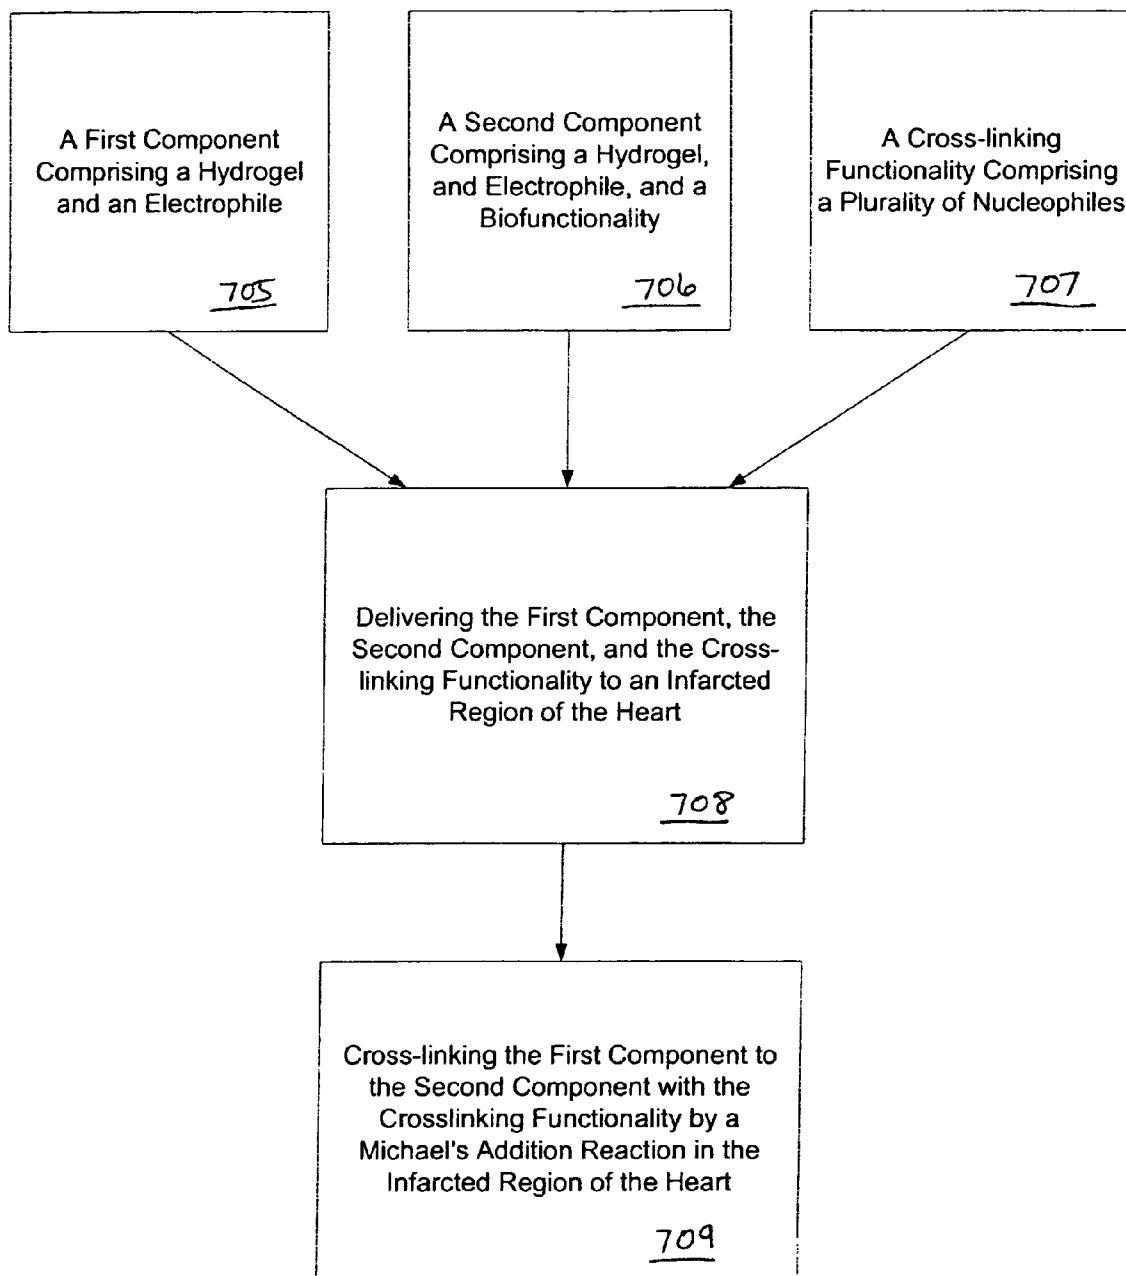 A First Component
Comprising a Hydrogel
and an Electrophile
705
A Second Component
Comprising a Hydrogel,
and Electrophile, and a
Biofunctionality
706
A Cross-linking
Functionality Comprising
a Plurality of Nucleophiles
707
Delivering the First Component, the
Second Component, and the Cross-
linking Functionality to an Infarcted
Region of the Heart
708
Cross-linking the First Component to
the Second Component with the
Crosslinking Functionality by a
Michael's Addition Reaction in the
Infarcted Region of the Heart
709